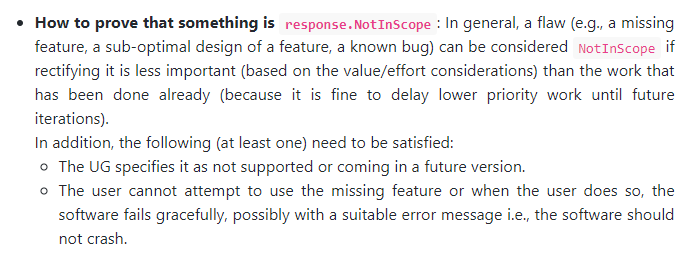 • How to prove that something is response.NotInScope : In general, a flaw (e.g., a missing
feature, a sub-optimal design of a feature, a known bug) can be considered NotInScope if
rectifying it is less important (based on the value/effort considerations) than the work that
has been done already (because it is fine to delay lower priority work until future
iterations).
In addition, the following (at least one) need to be satisfied:
◦ The UG specifies it as not supported or coming in a future version.
◦ The user cannot attempt to use the missing feature or when the user does so, the
software fails gracefully, possibly with a suitable error message i.e., the software should
not crash.